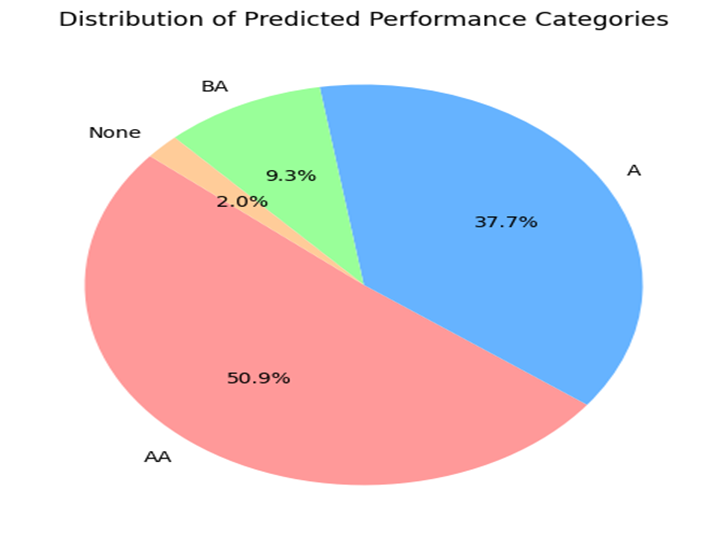 Distribution of Predicted Performance Categories
BA
None
A
9.3%
2.0%
37.7%
50.9%
AA